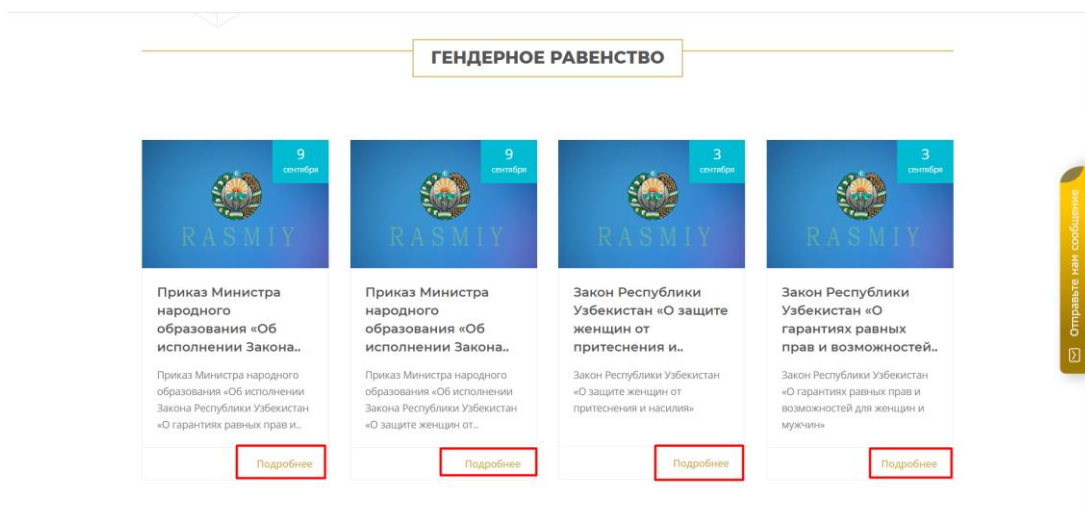 ГЕНДЕРНОЕ РАВЕНСТВО
9
сентября
RASMIY
Приказ Министра
народного
образования «Об
исполнении Закона..
Приказ Министра народного
образования «Об исполнении
Закона Республики Узбекистан
«О гарантиях равных прав и..
Подробнее
9
сентября
RASMIY
Приказ Министра
народного
образования «Об
исполнении Закона..
Приказ Министра народного
образования «Об исполнении
Закона Республики Узбекистан
«О защите женщин от..
Подробнее
3
сентября
RASMIY
Закон Республики
Узбекистан «О защите
женщин от
притеснения и..
Закон Республики Узбекистан
«О защите женщин от
притеснения и насилия»
Подробнее
3
сентября
RASMIY
Закон Республики
Узбекистан «О
гарантиях равных
прав и возможностей..
Закон Республики Узбекистан
«О гарантиях равных прав и
возможностей для женщин и
мужчин»
Подробнее
Отправьте нам сообщение